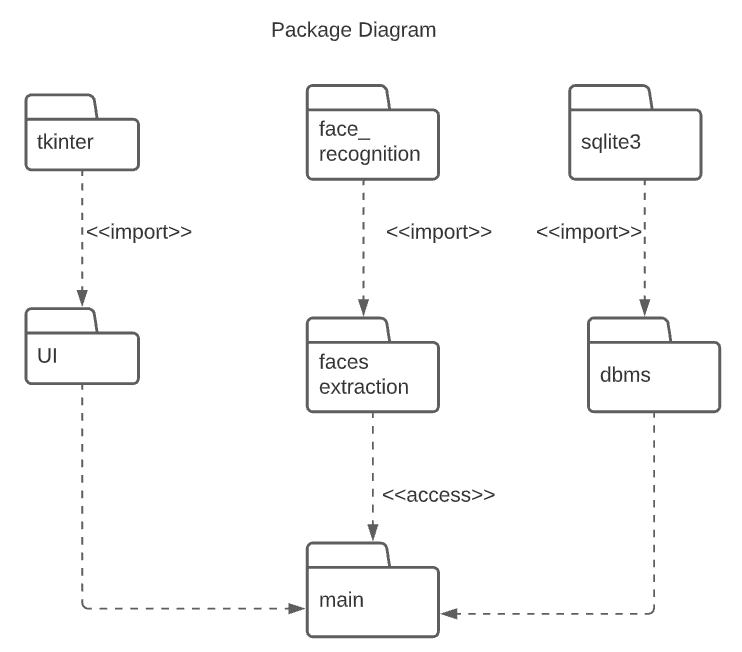 Package Diagram
tkinter
face_
recognition
sqlite3
<<import>>
<<import>>
<<import>>
UI
faces
extraction
dbms
<<access>>
main